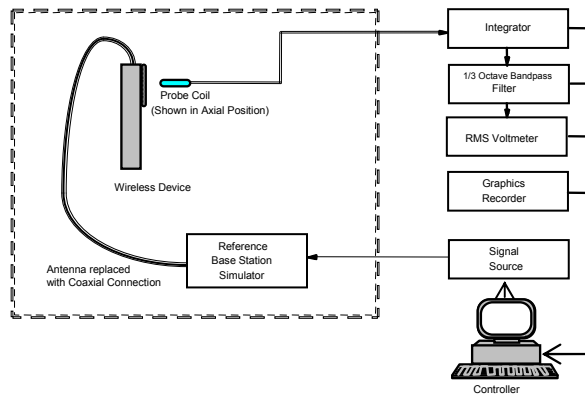 Integrator
1/3 Octave Bandpass
Filter
RMS Voltmeter
Graphics
Recorder
Signal
Source
Controller
Probe Coil
(Shown in Axial Position)
Wireless Device
Reference
Base Station
Simulator
Antenna replaced
with Coaxial Connection